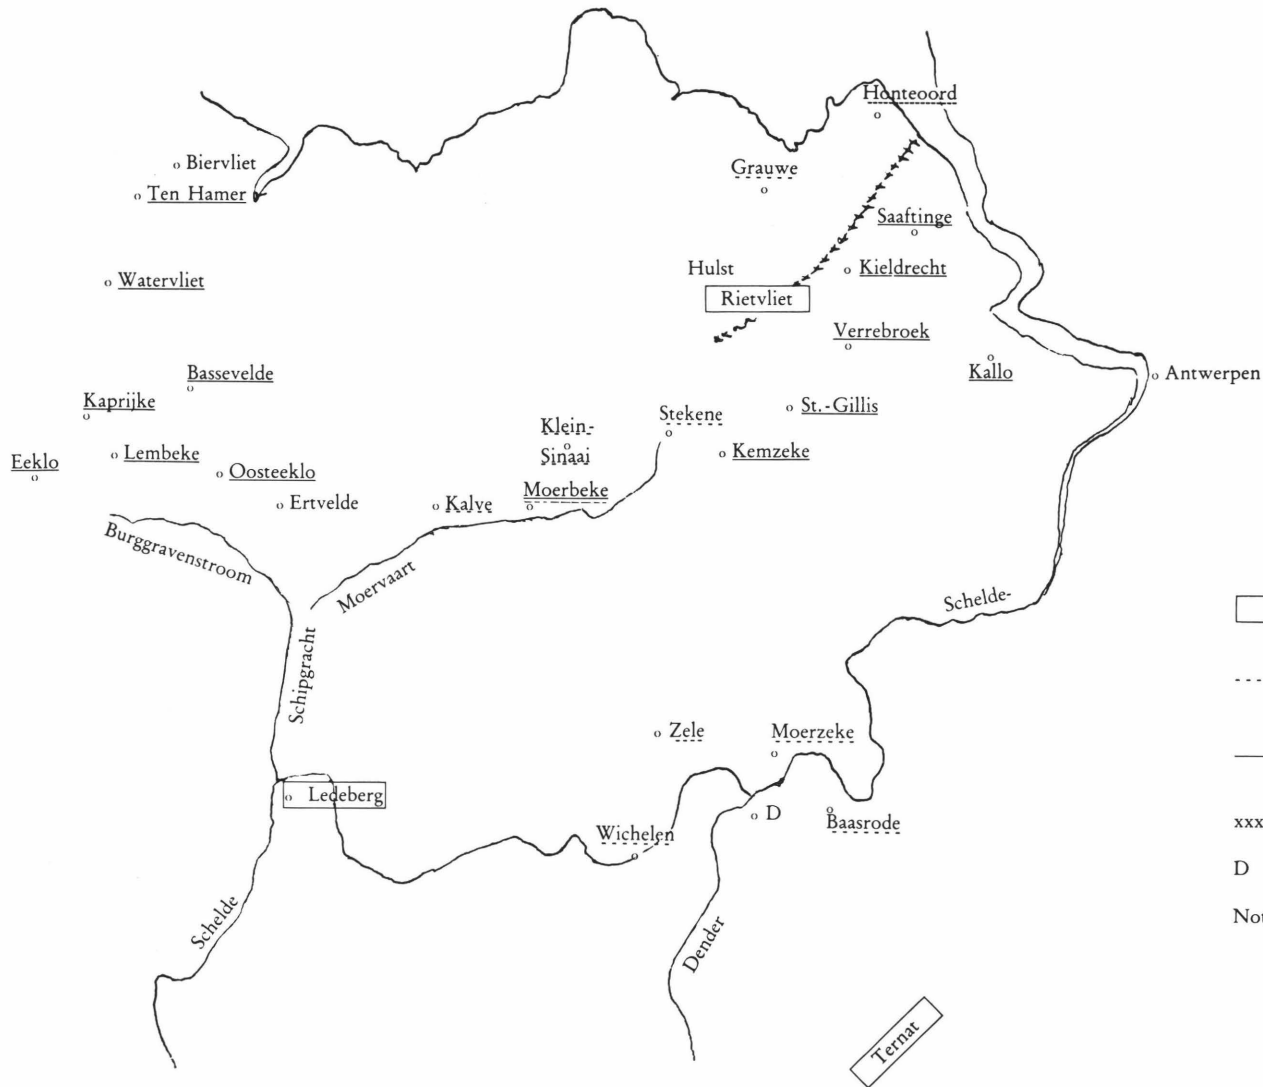 Honteoord
Biervliet
Ten Hamer
Grauwe
Saaftinge
Hulst
Kieldrecht
Watervliet
Rietvliet
Verrebroek
Bassevelde
Kallo
Antwerpen
Kaprijke
St.-Gillis
Stekene
Klein-
Sinaai
Eeklo
Lembeke
Oosteeklo
Kemzeke
Moerbeke
Ertvelde
Kalve
Burggravenstroom
Moervaart
Schelde-
Schipgracht
Zele
Moerzeke
Ledeberg
D
Baasrode
Wichelen
Schelde
Dender
Ternat
xxx
D
Not